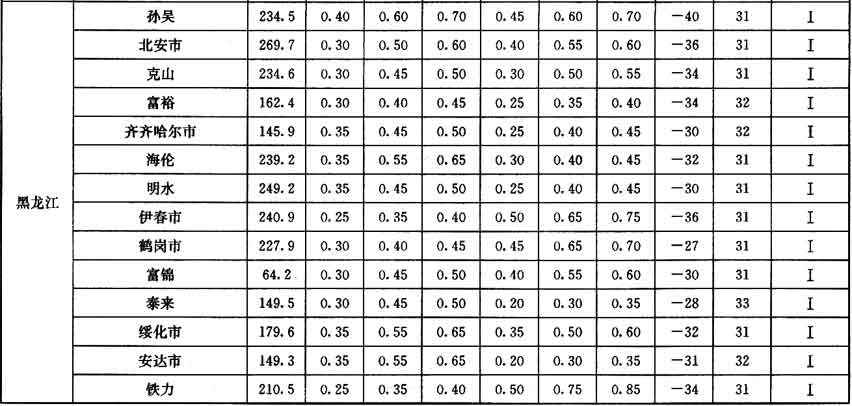 黑龙江
孙吴 234.5 0.40 0.60 0.70 0.45 0.60 0.70 -40 31 Ⅰ
北安市 269.7 0.30 0.50 0.60 0.40 0.55 0.60 -36 31 Ⅰ
克山 234.6 0.30 0.45 0.50 0.30 0.50 0.55 -34 31 Ⅰ
富裕 162.4 0.30 0.40 0.45 0.25 0.35 0.40 -34 32 Ⅰ
齐齐哈尔市 145.9 0.35 0.45 0.50 0.25 0.40 0.45 -30 32 Ⅰ
海伦 239.2 0.35 0.55 0.65 0.30 0.40 0.45 -32 31 Ⅰ
明水 249.2 0.35 0.45 0.50 0.25 0.40 0.45 -30 31 Ⅰ
伊春市 240.9 0.25 0.35 0.40 0.50 0.65 0.75 -36 31 Ⅰ
鹤岗市 227.9 0.30 0.40 0.45 0.45 0.65 0.70 -27 31 Ⅰ
富锦 64.2 0.30 0.45 0.50 0.40 0.55 0.60 -30 31 Ⅰ
泰来 149.5 0.30 0.45 0.50 0.20 0.30 0.35 -28 33 Ⅰ
绥化市 179.6 0.35 0.55 0.65 0.35 0.50 0.60 -32 31 Ⅰ
安达市 149.3 0.35 0.55 0.65 0.20 0.30 0.35 -31 32 Ⅰ
铁力 210.5 0.25 0.35 0.40 0.50 0.75 0.85 -34 31 Ⅰ